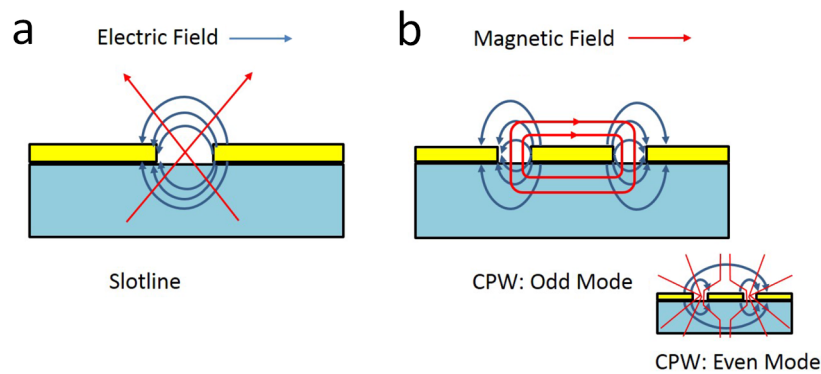 a
Electric Field
b
Magnetic Field
Slotline
CPW: Odd Mode
CPW: Even Mode